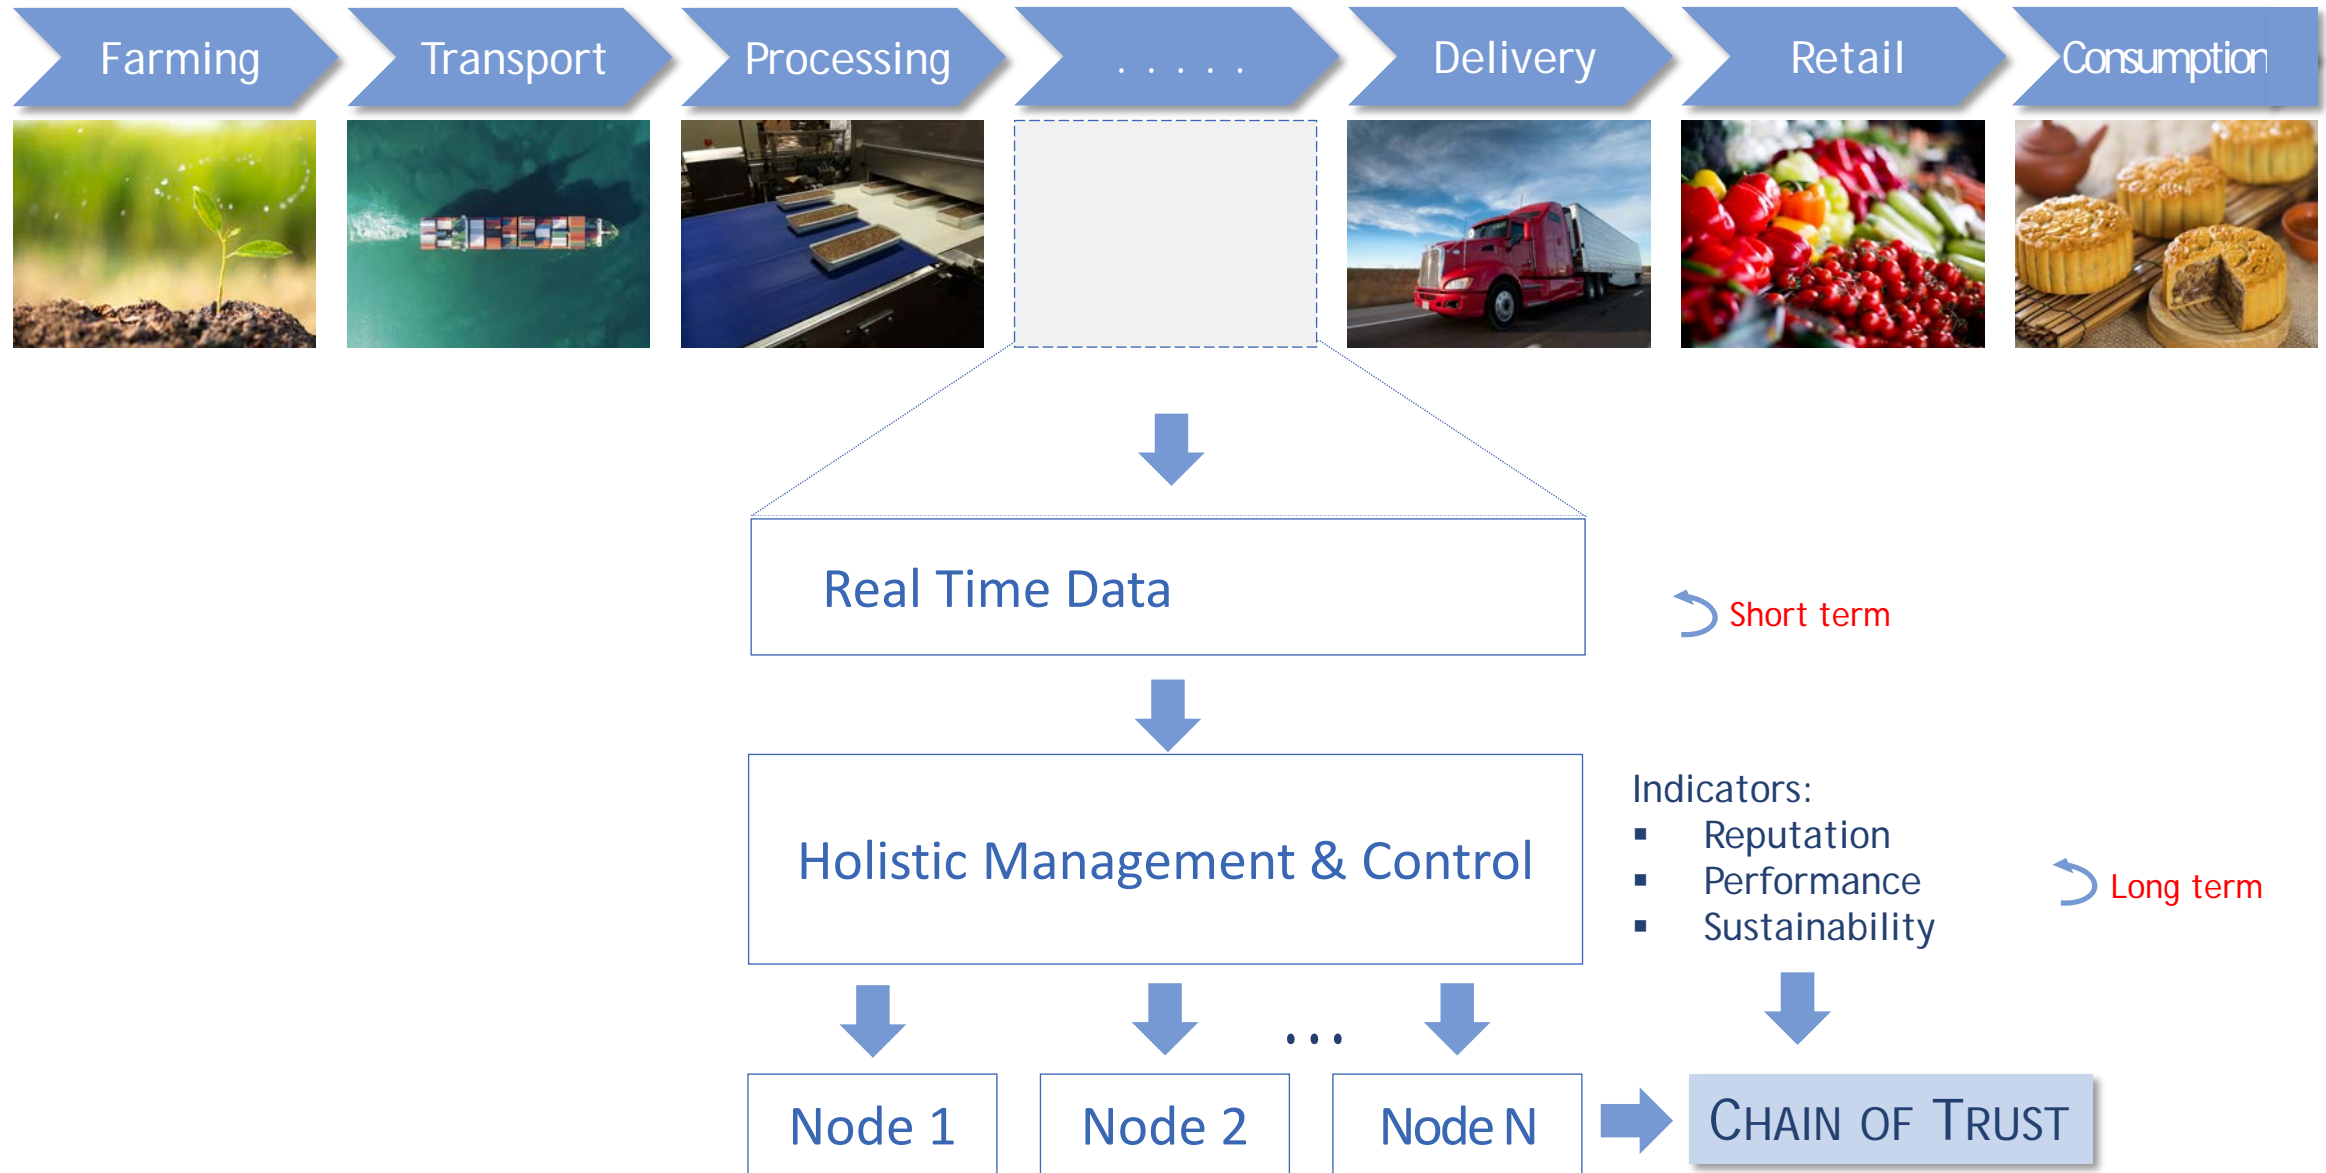 Farming
Transport
Processing
. . . . .
Delivery
Retail
Consumption
Real Time Data
Short term
Holistic Management & Control
Indicators:
▪ Reputation
▪ Performance
▪ Sustainability
Long term
...
Node 1
Node 2
Node N
CHAIN OF TRUST